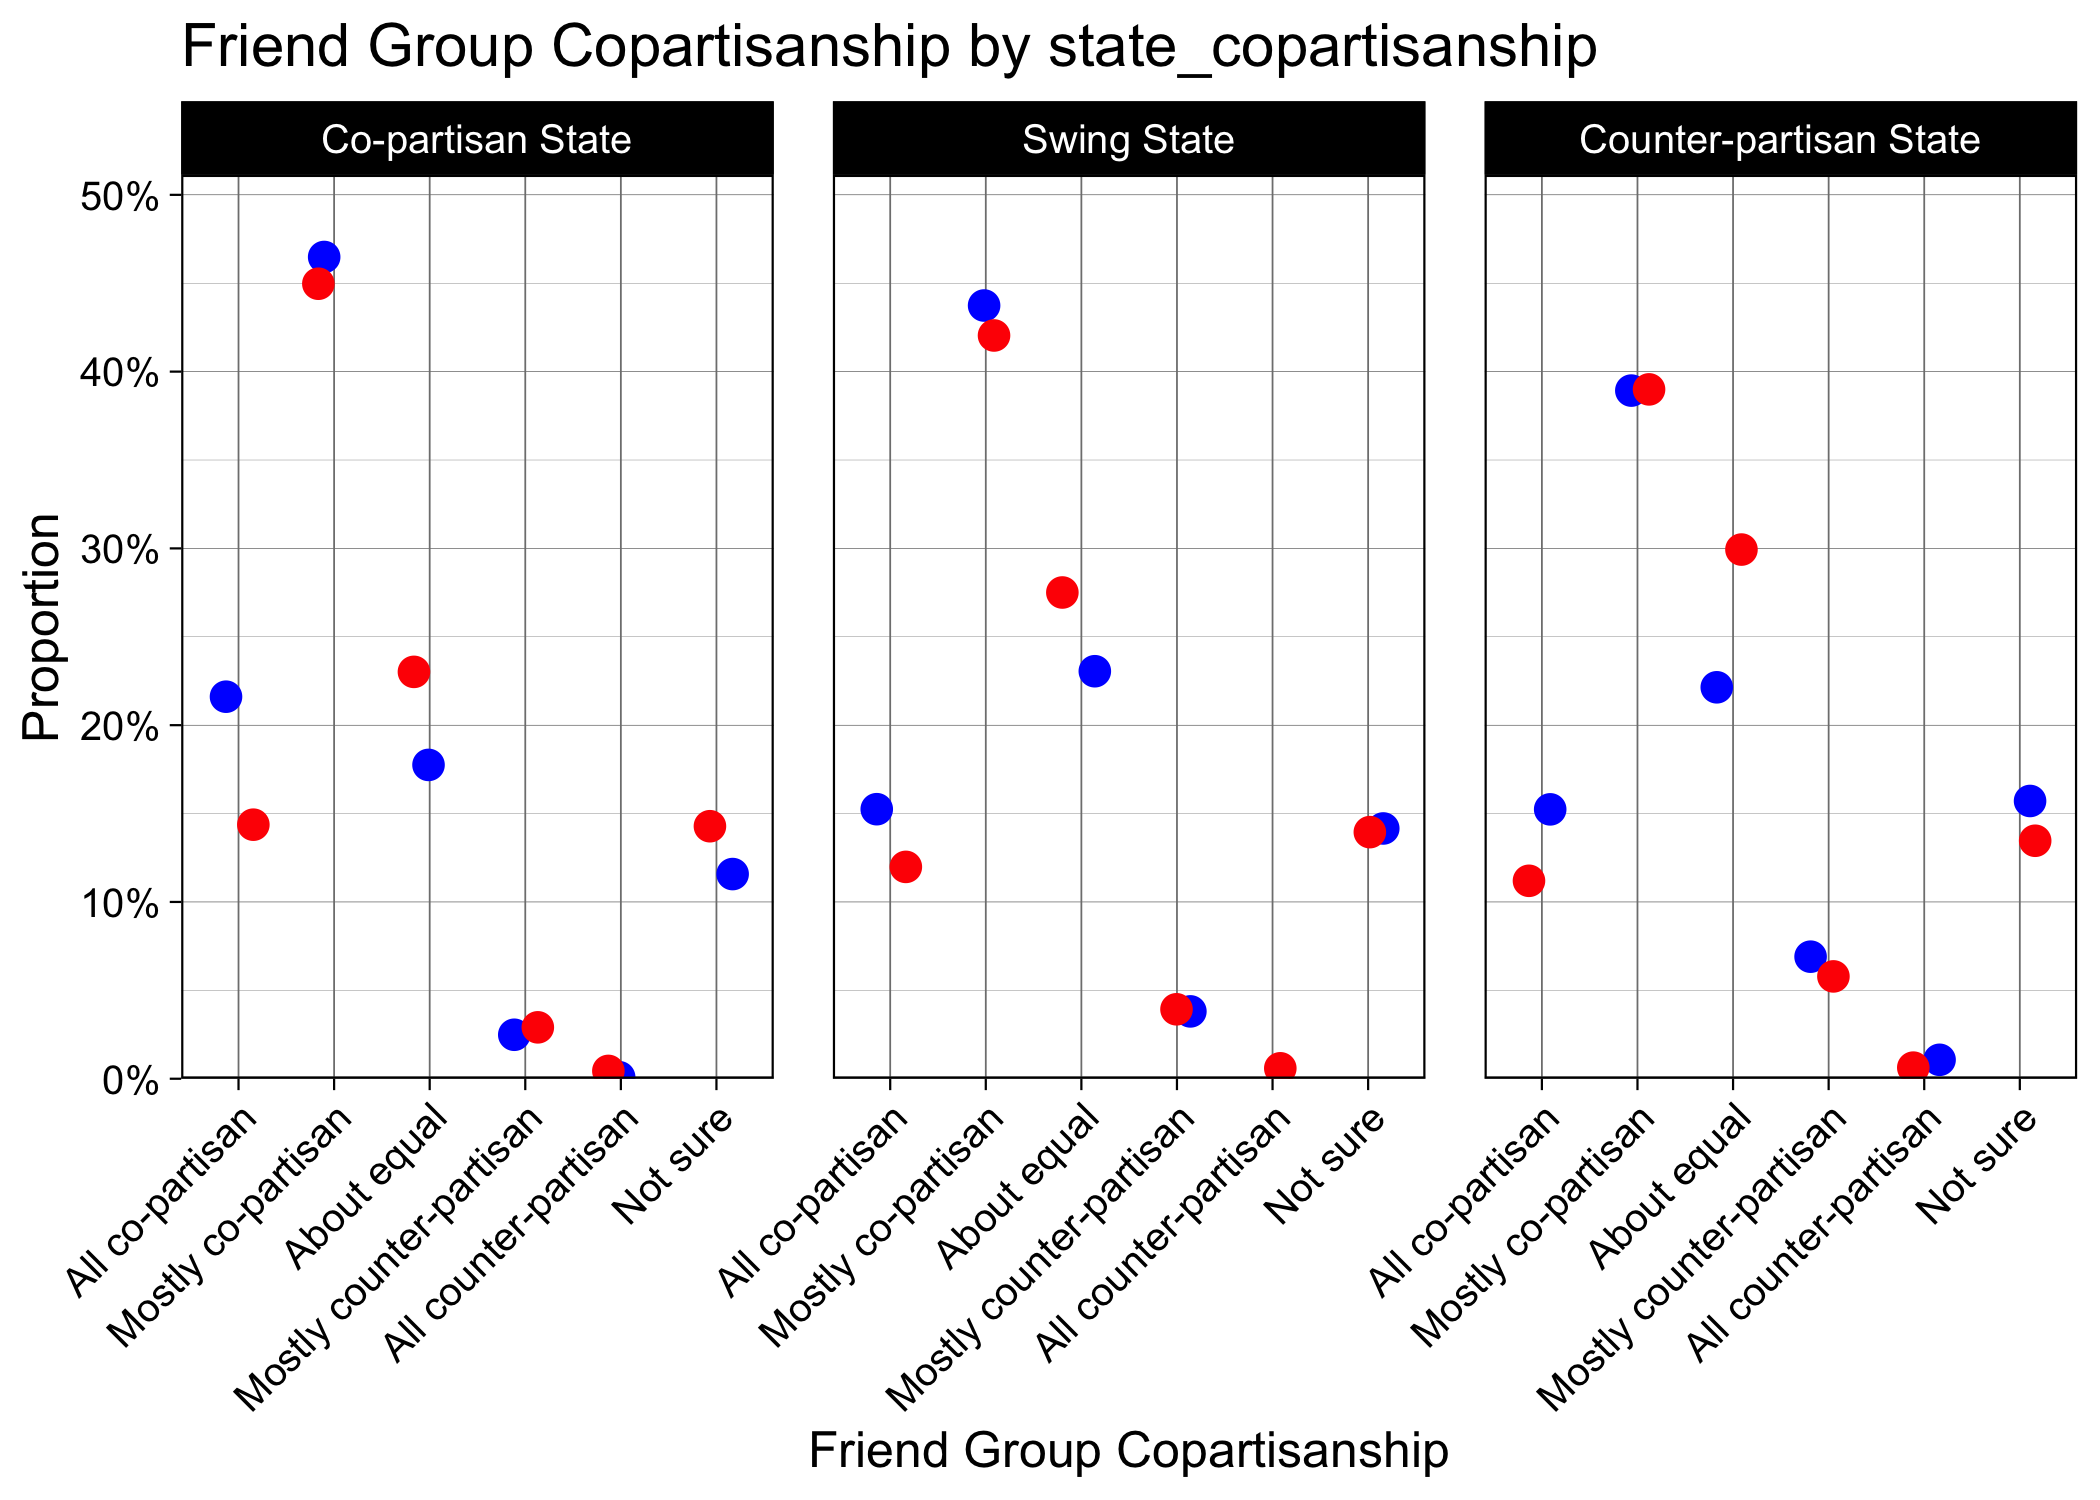 Friend Group Copartisanship by state_copartisanship
Co-partisan State
Swing State
Counter-partisan State
Proportion
50%
40%
30%
20%
10%
0%
All co-partisan
Mostly co-partisan
About equal
Mostly counter-partisan
All counter-partisan
Not sure
All co-partisan
Mostly co-partisan
About equal
Mostly counter-partisan
All counter-partisan
Not sure
All co-partisan
Mostly co-partisan
About equal
Mostly counter-partisan
All counter-partisan
Not sure
Friend Group Copartisanship